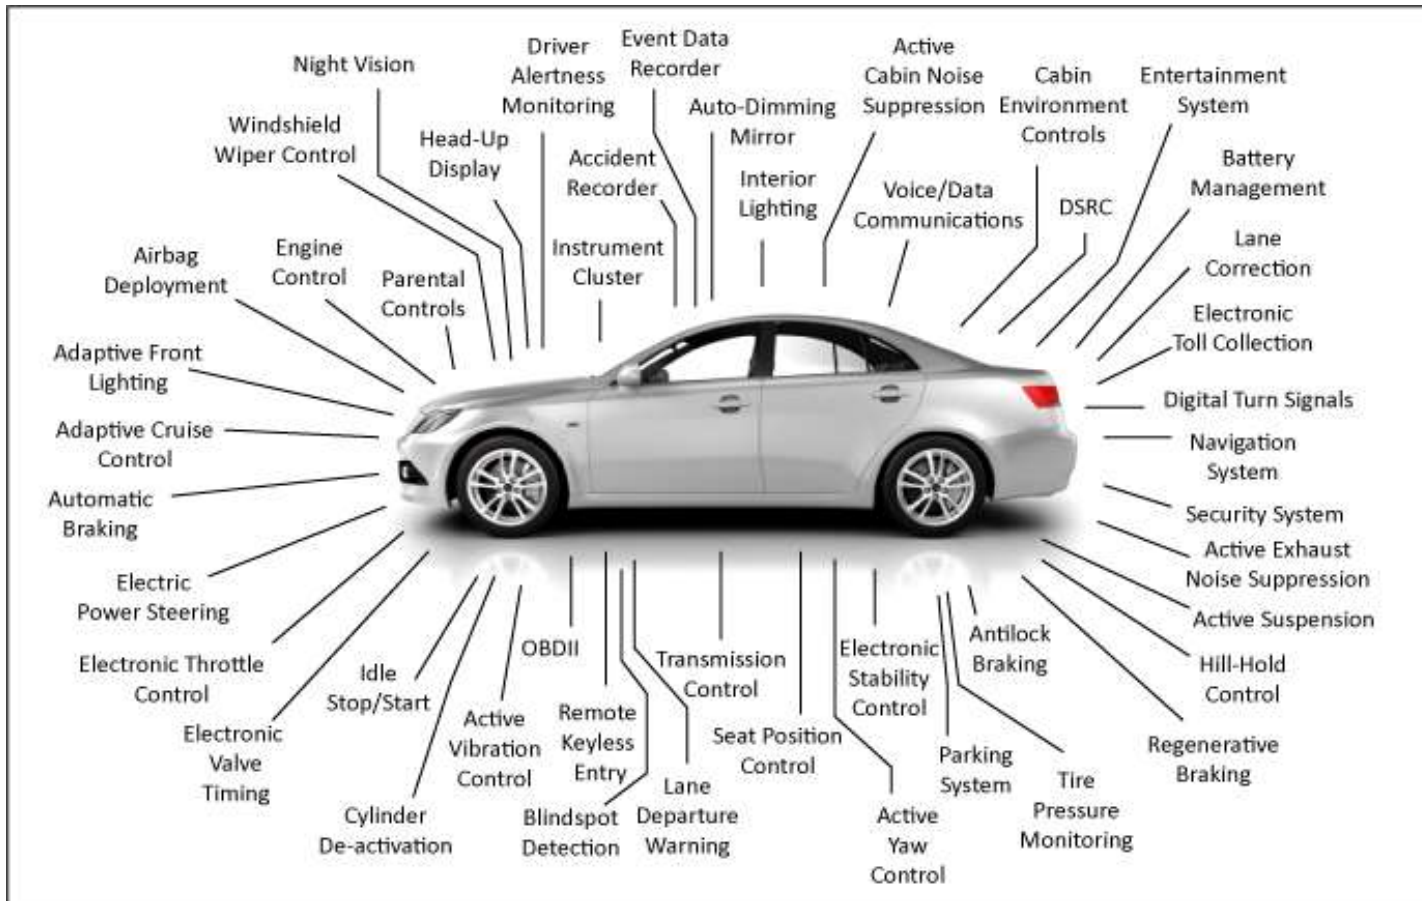 Night Vision
Driver
Alertness
Monitoring
Event Data
Recorder
Active
Cabin Noise
Suppression
Cabin
Environment
Controls
Entertainment
System
Windshield
Wiper Control
Head-Up
Display
Accident
Recorder
Auto-Dimming
Mirror
Interior
Lighting
Voice/Data
Communications
DSRC
Battery
Management
Airbag
Deployment
Engine
Control
Parental
Controls
Instrument
Cluster
Lane
Correction
Electronic
Toll Collection
Adaptive Front
Lighting
Digital Turn Signals
Adaptive Cruise
Control
Navigation
System
Automatic
Braking
Security System
Active Exhaust
Noise Suppression
Electric
Power Steering
Active Suspension
Electronic Throttle
Control
Idle
Stop/Start
OBDII
Transmission
Control
Electronic
Stability
Control
Antilock
Braking
Hill-Hold
Control
Electronic
Valve
Timing
Active
Vibration
Control
Remote
Keyless
Entry
Seat Position
Control
Parking
System
Regenerative
Braking
Cylinder
De-activation
Blindspot
Detection
Lane
Departure
Warning
Active
Yaw
Control
Tire
Pressure
Monitoring